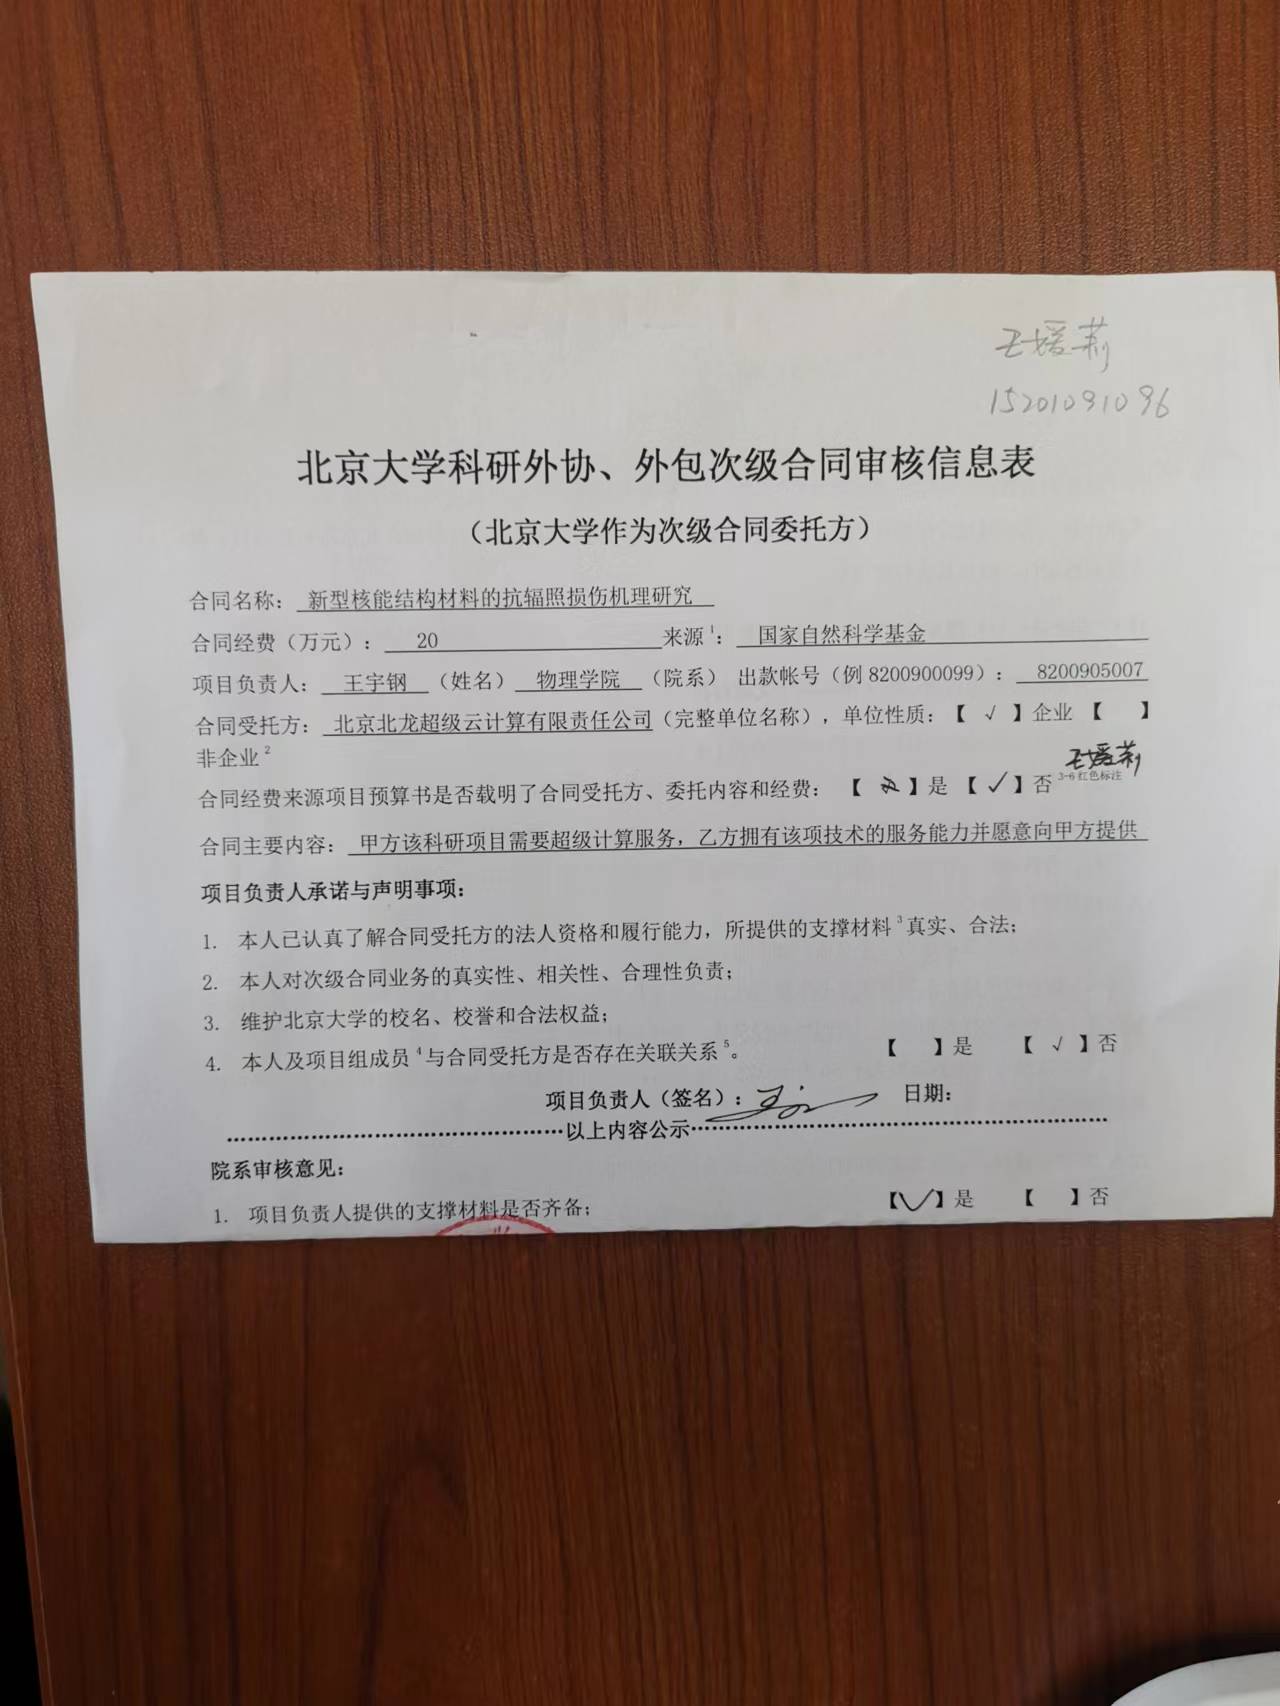 王媛莉
15201091096
北京大学科研外协、外包次级合同审核信息表
（北京大学作为次级合同委托方）
合同名称： 新型核能结构材料的抗辐照损伤机理研究
合同经费（万元）： 20 来源1： 国家自然科学基金
项目负责人： 王宇钢 （姓名） 物理学院 （院系） 出款帐号（例 8200900099）： 8200905007
合同受托方： 北京北龙超级云计算有限责任公司（完整单位名称），单位性质：【 √ 】企业 【 】
非企业2
王媛莉
合同经费来源项目预算书是否载明了合同受托方、委托内容和经费： 【 】是 【 √ 】否 3-6 红色标注
合同主要内容： 甲方该科研项目需要超级计算服务，乙方拥有该项技术的服务能力并愿意向甲方提供
项目负责人承诺与声明事项：
1. 本人已认真了解合同受托方的法人资格和履行能力，所提供的支撑材料3真实、合法；
2. 本人对次级合同业务的真实性、相关性、合理性负责；
3. 维护北京大学的校名、校誉和合法权益；
4. 本人及项目组成员4与合同受托方是否存在关联关系5。 【 】是 【 √ 】否
项目负责人（签名）： 日期：
以上内容公示
院系审核意见：
1. 项目负责人提供的支撑材料是否齐备； 【√】是 【 】否